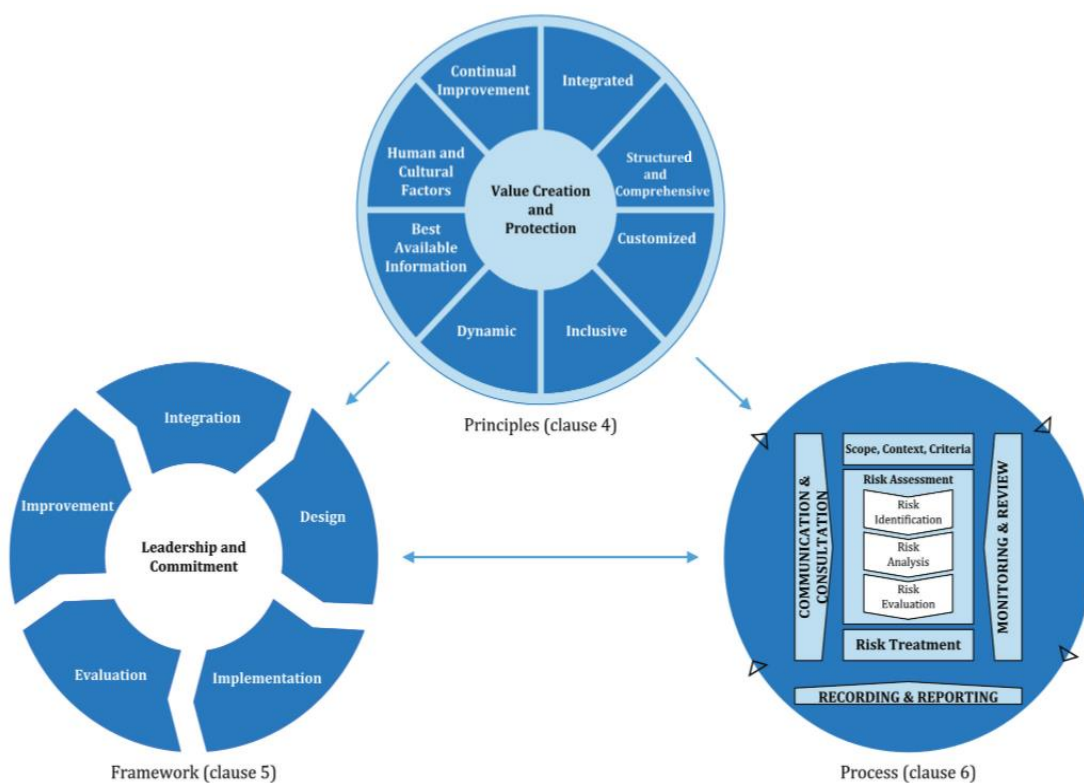 Continual
Improvement
Integrated
Human and
Cultural
Factors
Structured
and
Comprehensive
Value Creation
and
Protection
Best
Available
Information
Customized
Dynamic
Inclusive
Principles (clause 4)
Integration
Improvement
Design
Leadership and
Commitment
Evaluation
Implementation
Framework (clause 5)
Scope, Context, Criteria
Risk Assessment
Risk
Identification
Risk
Analysis
Risk
Evaluation
Risk Treatment
COMMUNICATION &
CONSULTATION
MONITORING & REVIEW
RECORDING & REPORTING
Process (clause 6)